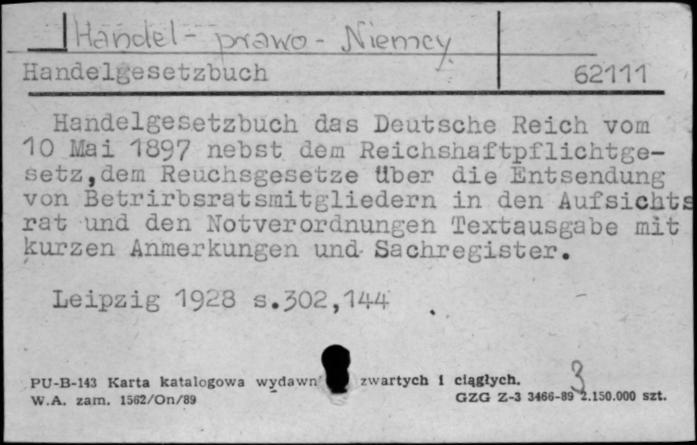 Handel - prawo - Niemcy
Handelgesetzbuch 62111
Handelgesetzbuch das Deutsche Reich vom
10 Mai 1897 nebst dem Reichshaftpflichtge-
setz,dem Reuchsgesetze über die Entsendung
von Betrirbsratsmitgliedern in den Aufsichts
rat und den Notverordnungen Textausgabe mit
kurzen Anmerkungen und Sachregister.
Leipzig 1928 s.302,144
3
PU-B-143 Karta katalogowa wydawn zwartych i ciągłych.
W.A. zam. 1562/On/89 GZG Z-3 3466-89 2.150.000 szt.